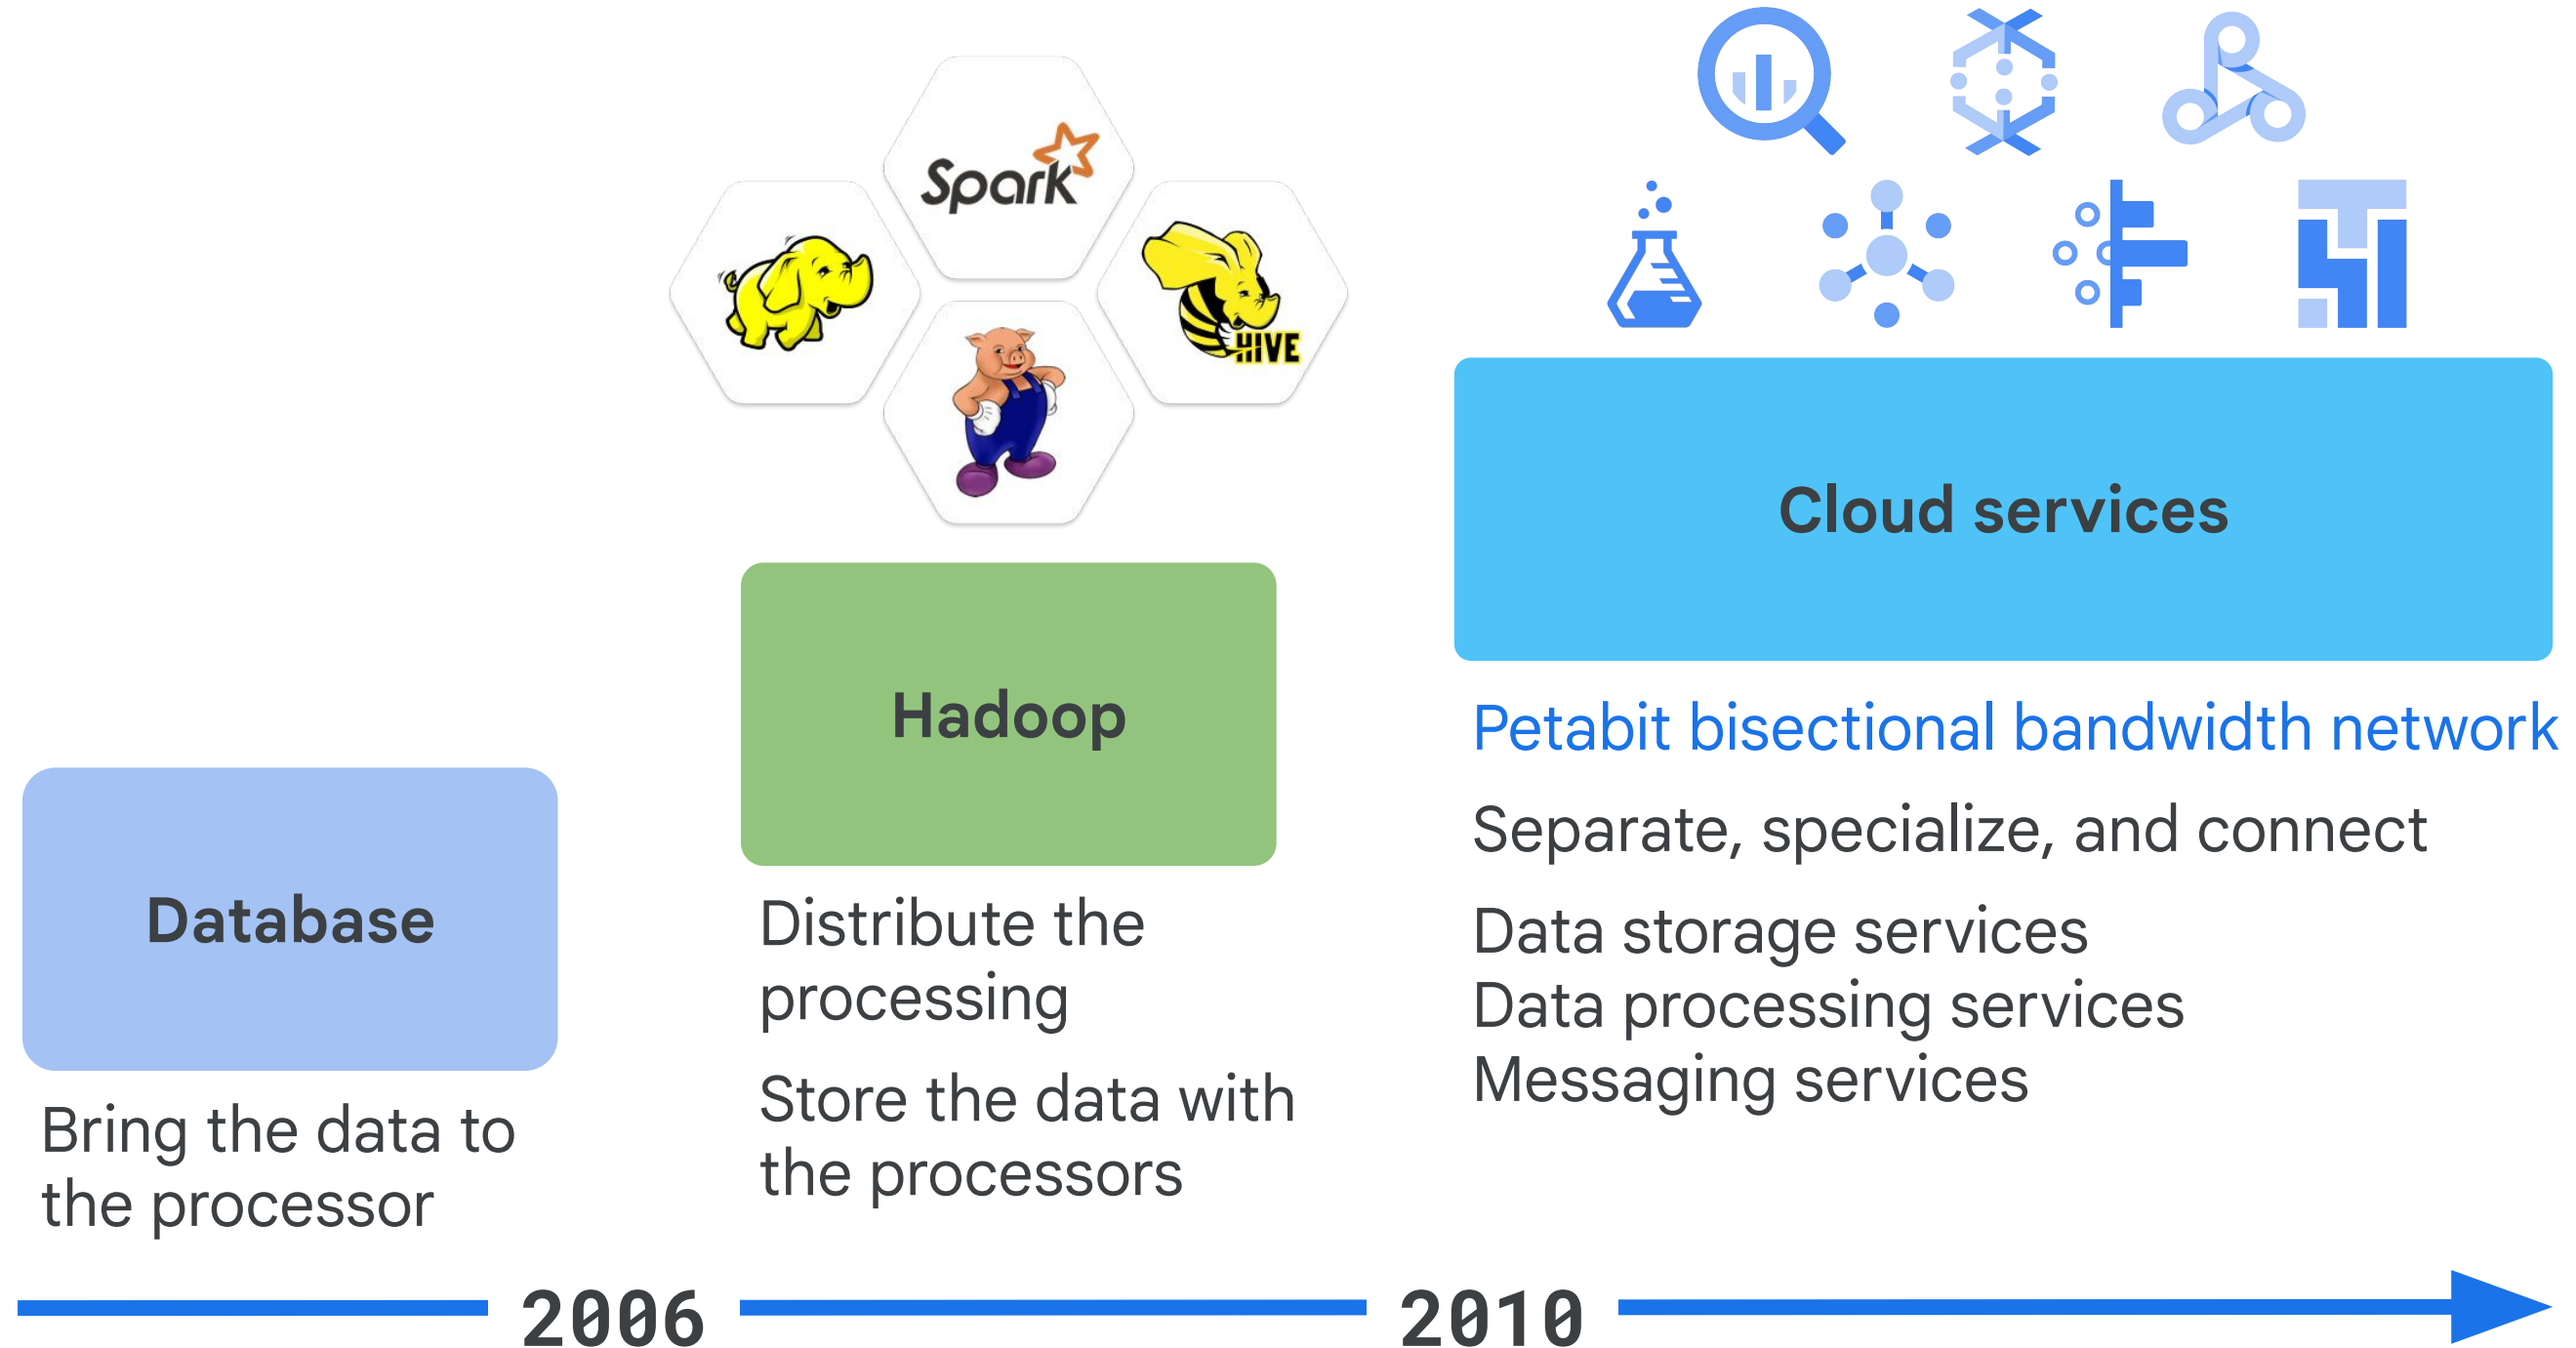 Spark
HIVE
Cloud services
Hadoop
Database
Petabit bisectional bandwidth network
Separate, specialize, and connect
Data storage services
Data processing services
Messaging services
Distribute the
processing
Store the data with
the processors
Bring the data to
the processor
2006
2010